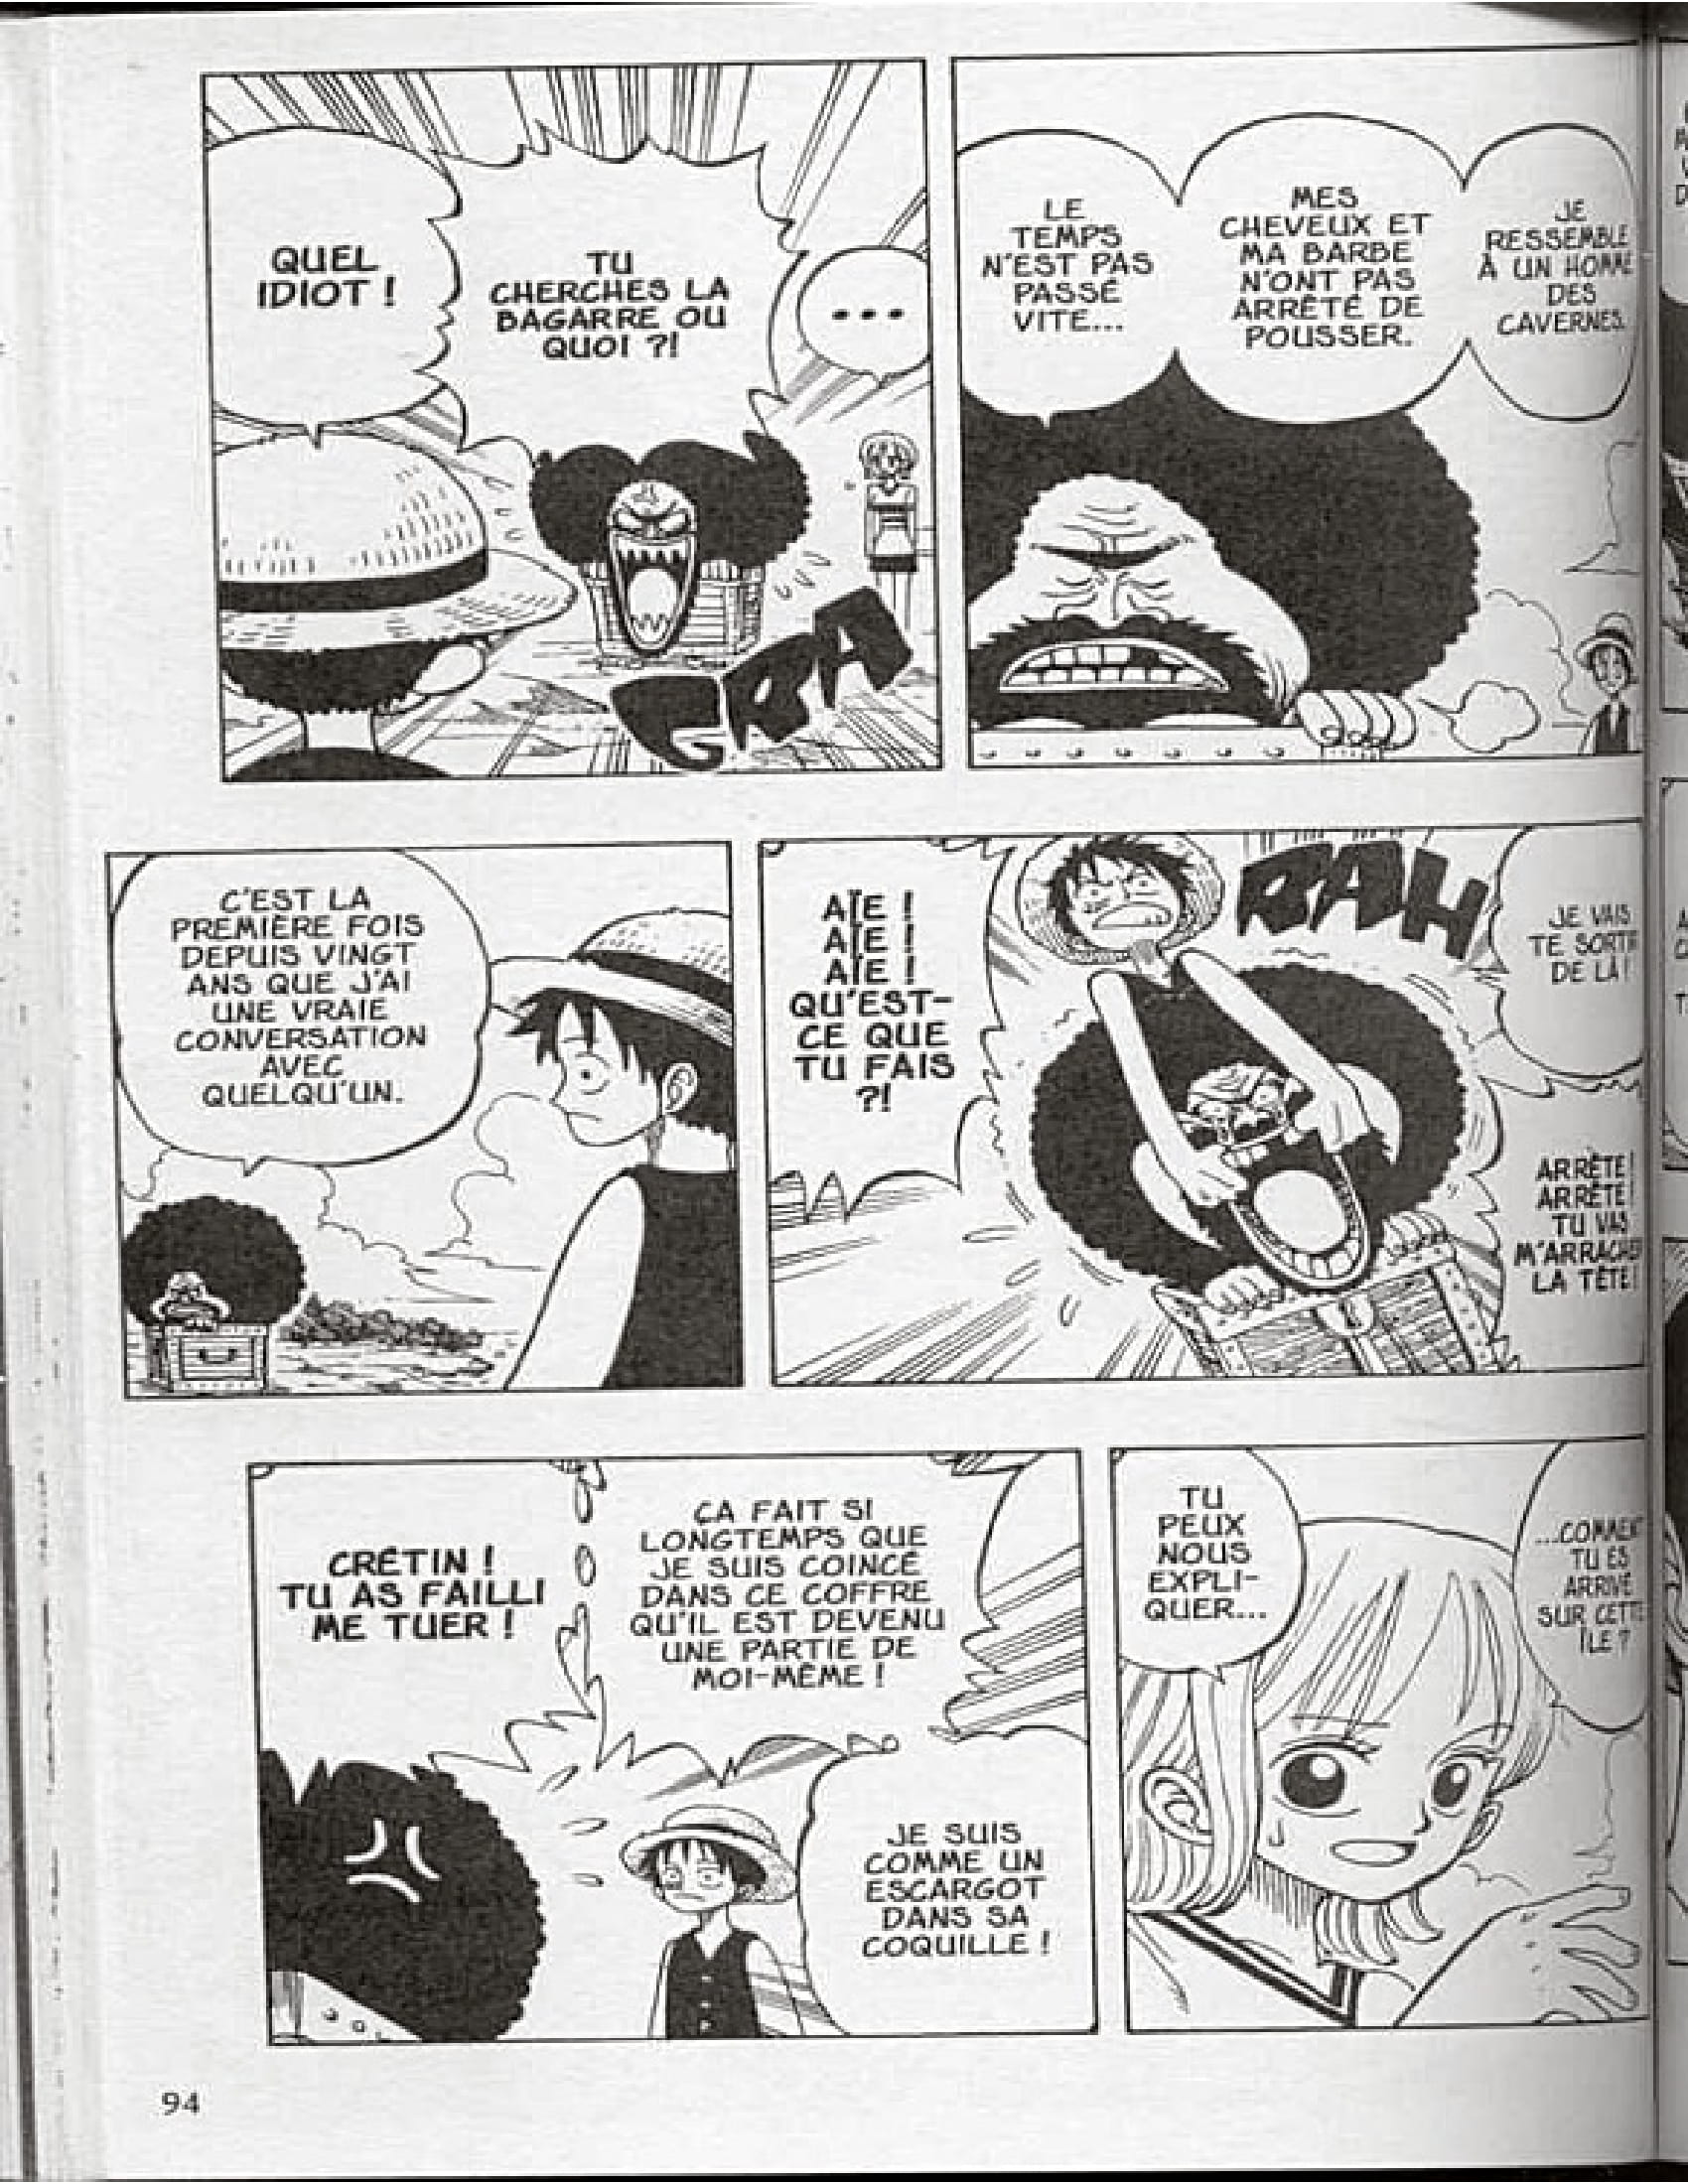 JE
RESSEMBLE
À UN HOMME
DES
CAVERNES.
MES
CHEVEUX ET
MA BARBE
N'ONT PAS
ARRÊTÉ DE
POUSSER.
LE
TEMPS
N'EST PAS
PASSÉ
VITE...
...
TU
CHERCHES LA
BAGARRE OU
QUOI ?!
QUEL
IDIOT !
GRA
JE VAIS
TE SORTIR
DE LÀ !
RAH
ARRÊTE !
ARRÊTE !
TU VAS
M'ARRACHER
LA TÊTE !
AÏE !
AÏE !
AÏE !
QU'EST-
CE QUE
TU FAIS
?!
C'EST LA
PREMIÈRE FOIS
DEPUIS VINGT
ANS QUE J'AI
UNE VRAIE
CONVERSATION
AVEC
QUELQU'UN.
...COMMENT
TU ES
ARRIVÉ
SUR CETTE
ÎLE ?
TU
PEUX
NOUS
EXPLI-
QUER...
ÇA FAIT SI
LONGTEMPS QUE
JE SUIS COINCÉ
DANS CE COFFRE
QU'IL EST DEVENU
UNE PARTIE DE
MOI-MÊME !
JE SUIS
COMME UN
ESCARGOT
DANS SA
COQUILLE !
CRÉTIN !
TU AS FAILLI
ME TUER !
94